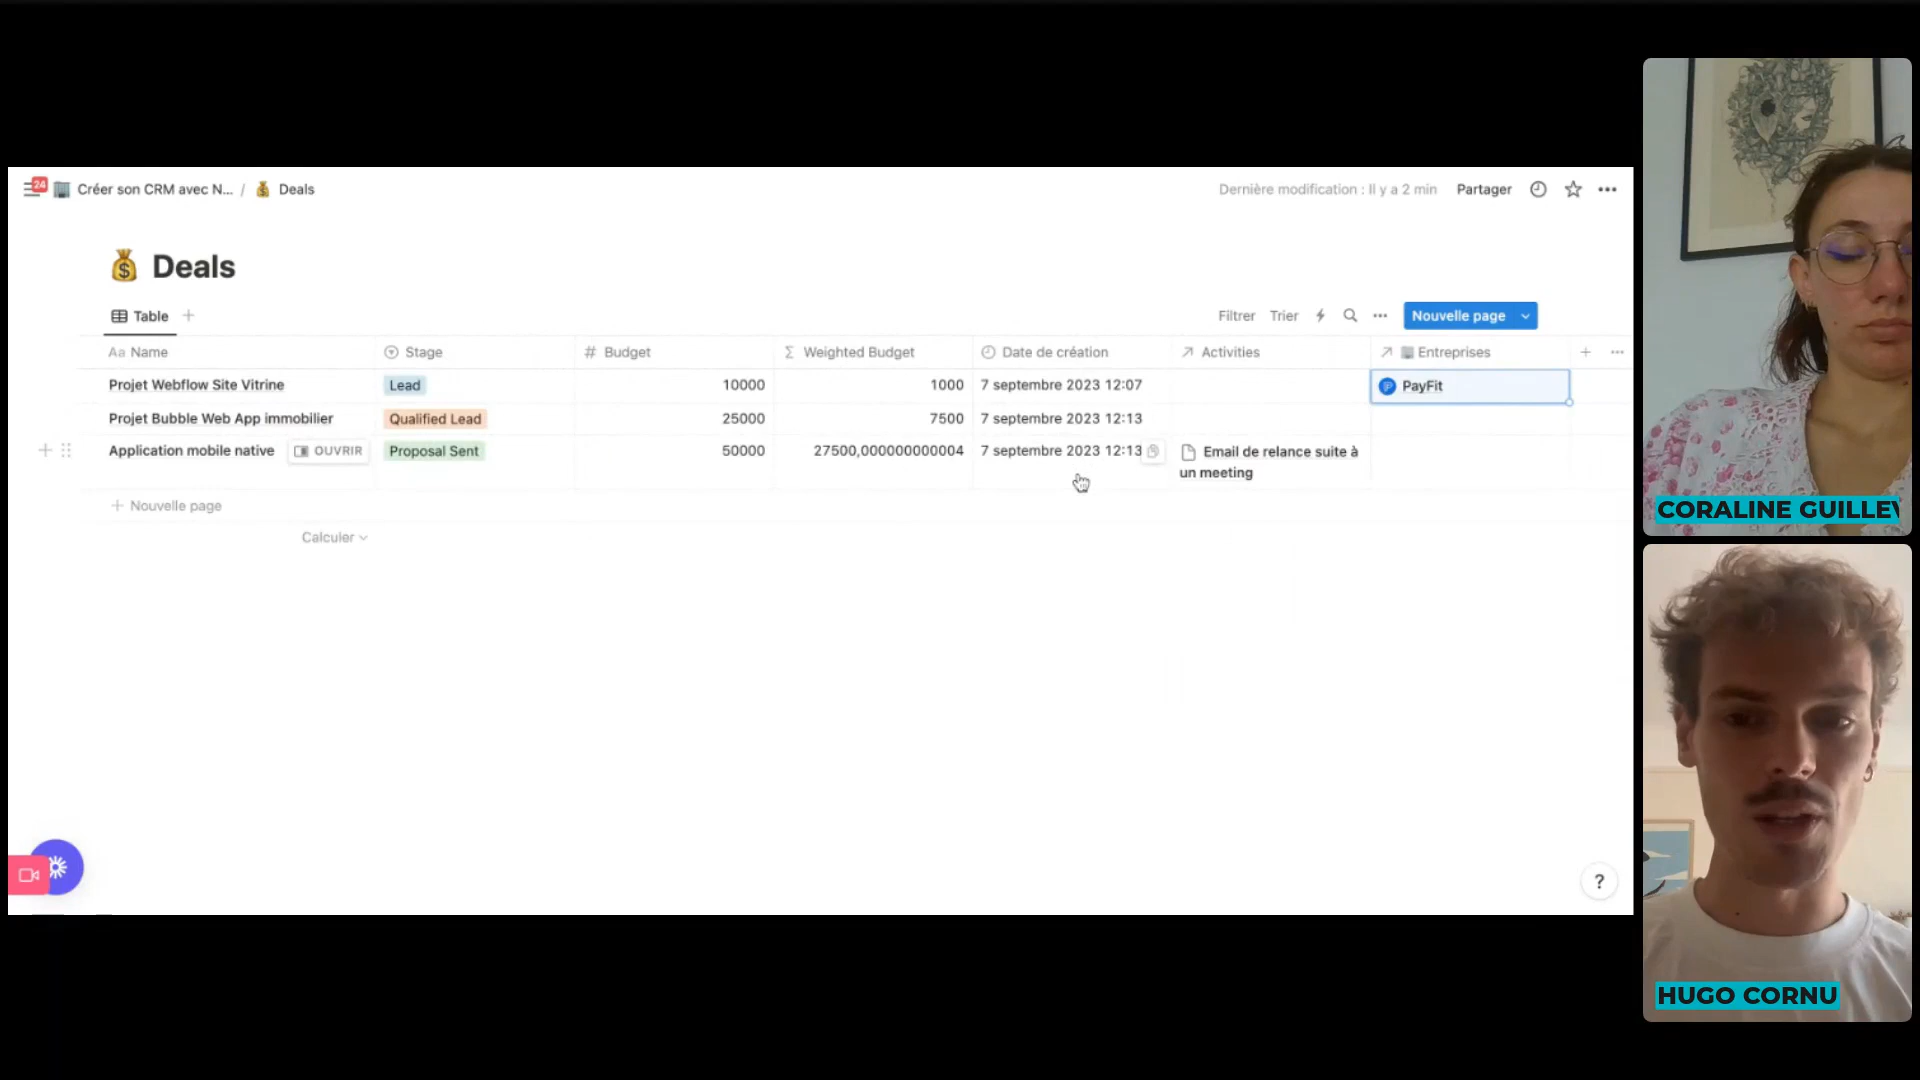 24 Créer son CRM avec N... / Deals
Dernière modification : Il y a 2 min Partager
Deals
Table
Filtrer Trier Nouvelle page
Aa Name Stage # Budget Σ Weighted Budget Date de création Activities Entreprises
Projet Webflow Site Vitrine Lead 10000 1000 7 septembre 2023 12:07 PayFit
Projet Bubble Web App immobilier Qualified Lead 25000 7500 7 septembre 2023 12:13
Application mobile native OUVRIR Proposal Sent 50000 27500,000000000004 7 septembre 2023 12:13 Email de relance suite à
un meeting
+ Nouvelle page
Calculer
?
CORALINE GUILLEV
HUGO CORNU